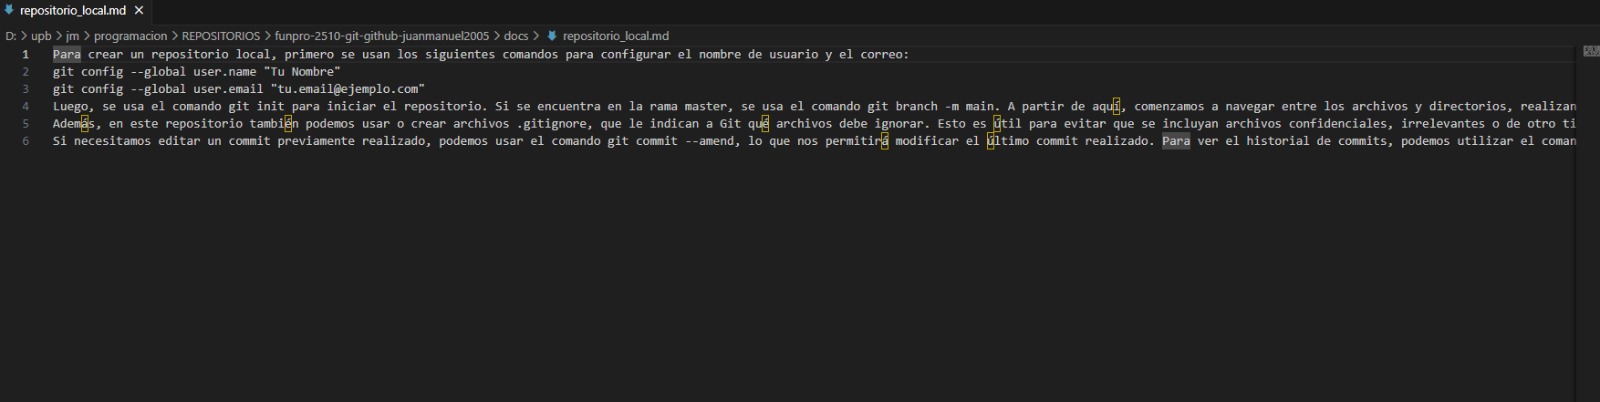 repositorio_local.md ×
D: > upb > jm > programacion > REPOSITORIOS > funpro-2510-git-github-juanmanuel2005 > docs > repositorio_local.md
1 Para crear un repositorio local, primero se usan los siguientes comandos para configurar el nombre de usuario y el correo:
2 git config --global user.name "Tu Nombre"
3 git config --global user.email "tu.email@ejemplo.com"
4 Luego, se usa el comando git init para iniciar el repositorio. Si se encuentra en la rama master, se usa el comando git branch -m main. A partir de aquí, comenzamos a navegar entre los archivos y directorios, realizan
5 Además, en este repositorio también podemos usar o crear archivos .gitignore, que le indican a Git qué archivos debe ignorar. Esto es útil para evitar que se incluyan archivos confidenciales, irrelevantes o de otro ti
6 Si necesitamos editar un commit previamente realizado, podemos usar el comando git commit --amend, lo que nos permitirá modificar el último commit realizado. Para ver el historial de commits, podemos utilizar el coman